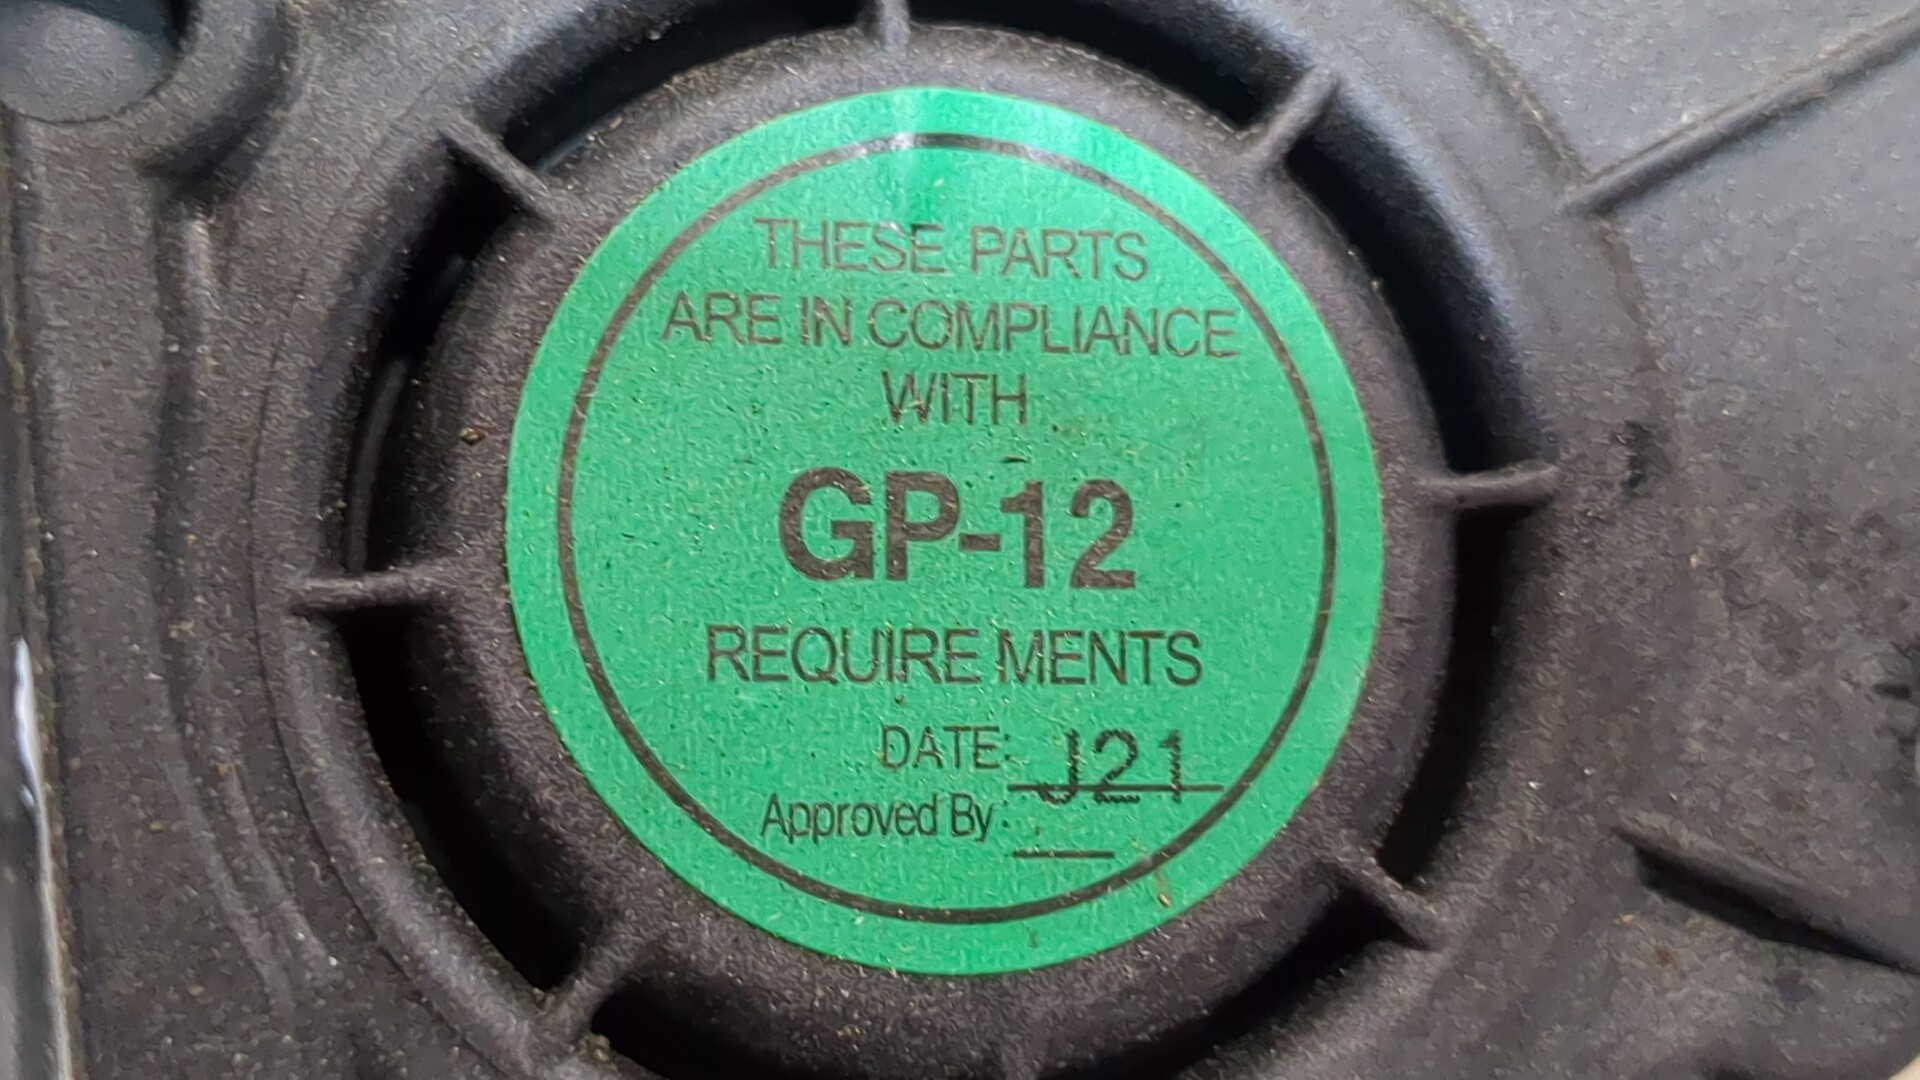 THESE PARTS
ARE IN COMPLIANCE
WITH
GP-12
REQUIRE MENTS
DATE: J21
Approved By: